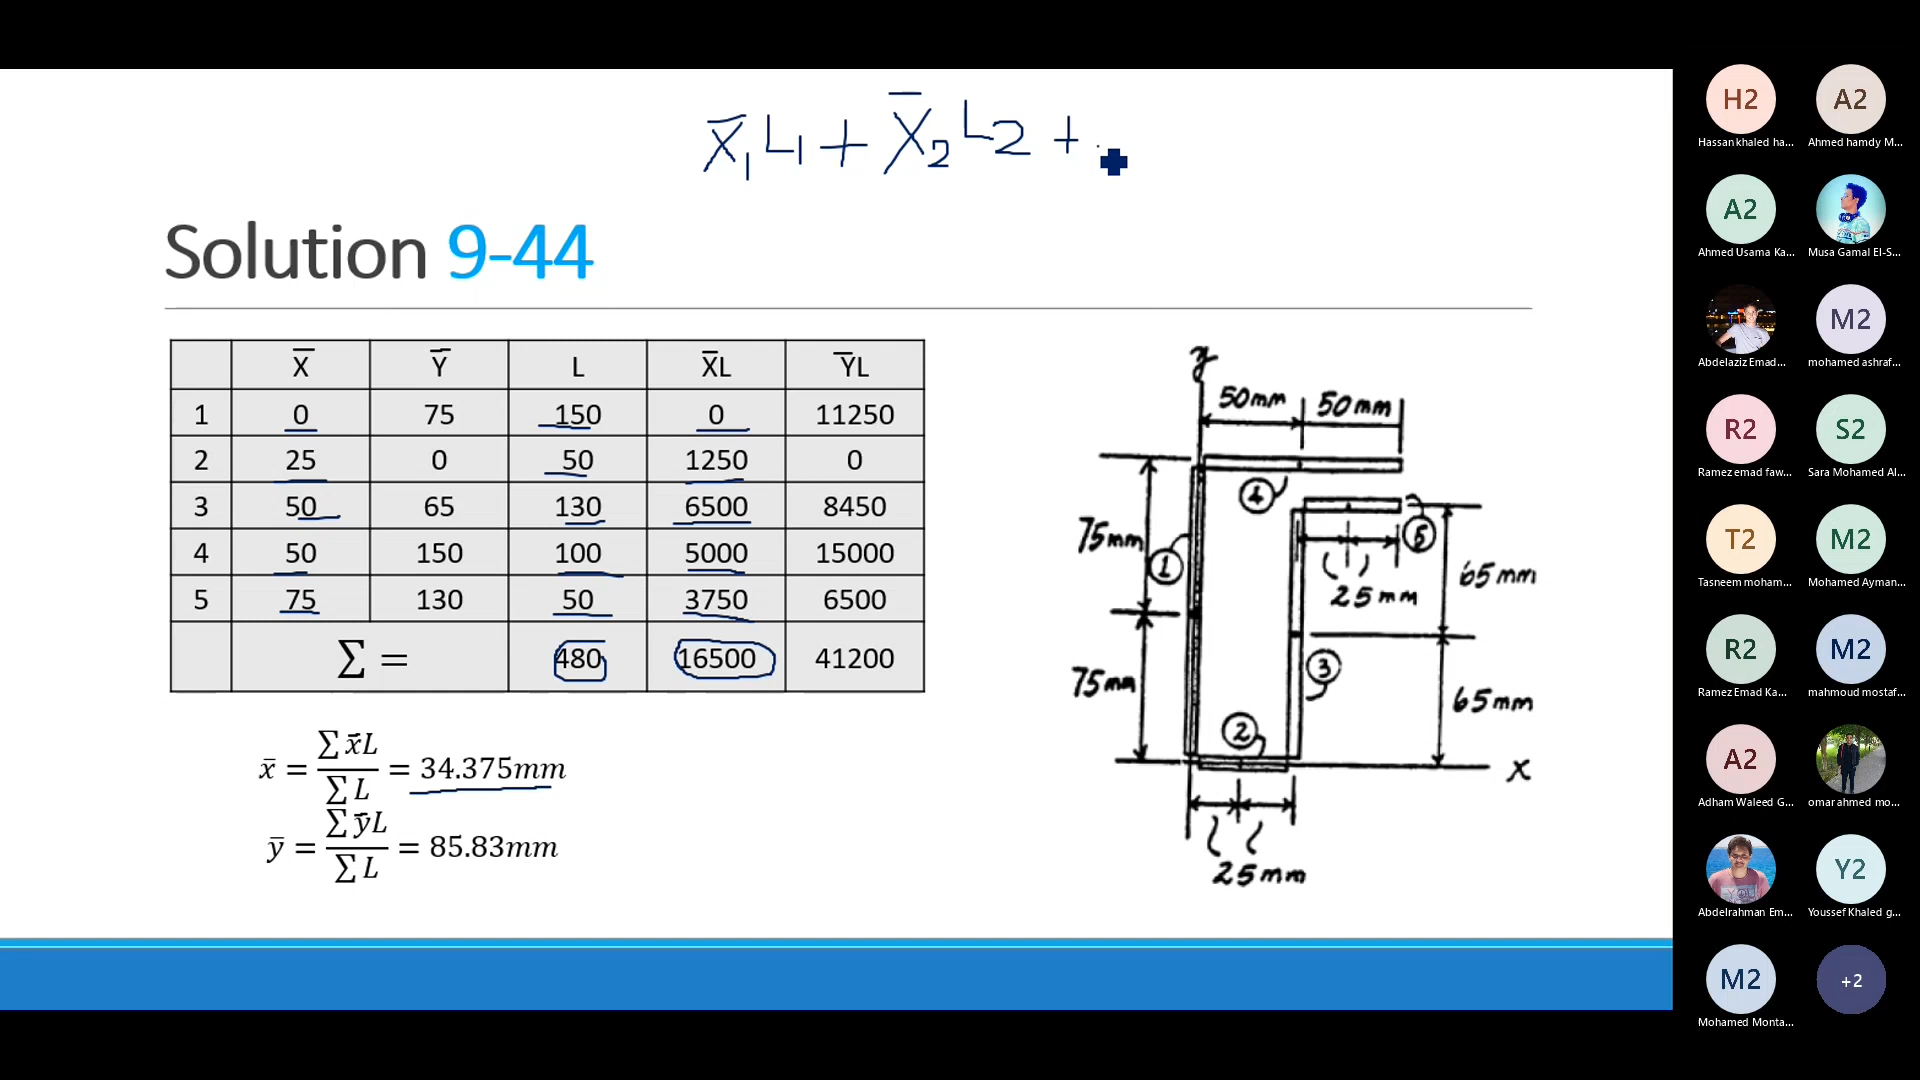 X̄₁L₁ + X̄₂L₂ + .
Solution 9-44
X̄ Ȳ L X̄L ȲL
1 0 75 150 0 11250
2 25 0 50 1250 0
3 50 65 130 6500 8450
4 50 150 100 5000 15000
5 75 130 50 3750 6500
∑ = 480 16500 41200
x̄ = ∑ x̄L / ∑ L = 34.375mm
ȳ = ∑ ȳL / ∑ L = 85.83mm
y
50mm 50mm
4
75mm 1 5
25mm 65mm
75mm 3 65mm
2
x
25mm
H2 A2
Hassan khaled ha... Ahmed hamdy M...
A2
Ahmed Usama Ka... Musa Gamal El-S...
M2
Abdelaziz Emad... mohamed ashraf...
R2 S2
Ramez emad faw... Sara Mohamed Al...
T2 M2
Tasneem moham... Mohamed Ayman...
R2 M2
Ramez Emad Ka... mahmoud mostaf...
A2
Adham Waleed G... omar ahmed mo...
Y2
Abdelrahman Em... Youssef Khaled g...
M2 +2
Mohamed Monta...